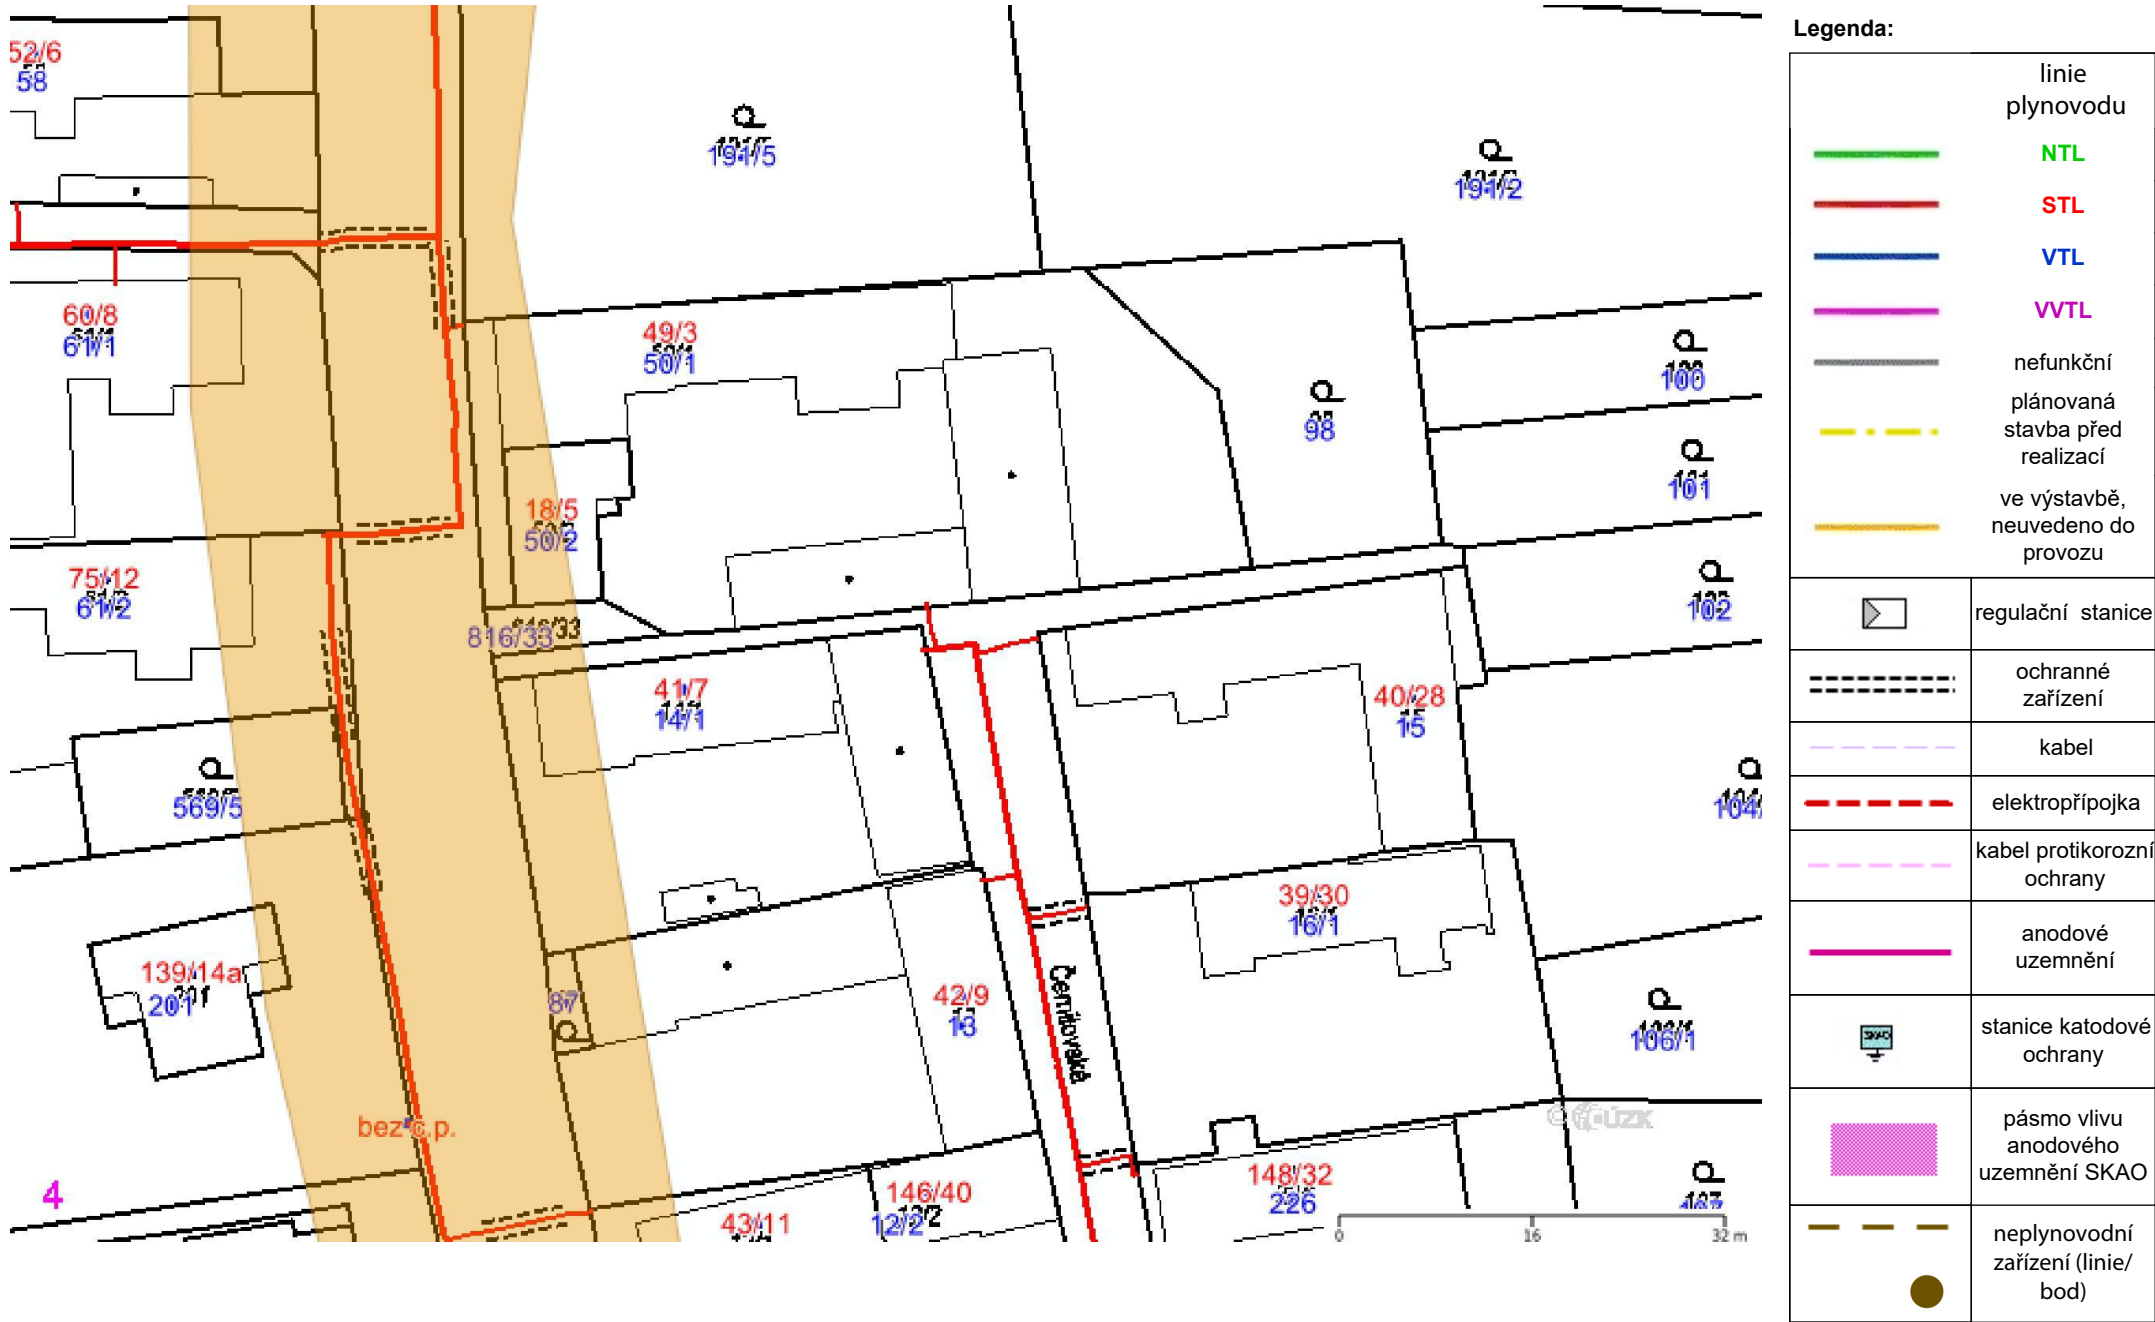 52/6
58
191/5
191/2
60/8
61/1
49/3
50/1
100
98
101
18/5
50/2
75/12
61/2
102
816/33
41/7
14/1
40/28
15
569/5
104/
39/30
16/1
139/14a
201
87
42/9
13
106/1
bez č.p.
4
146/40
12/2
43/11
148/32
226
0 16 32 m
Legenda:
linie
plynovodu
NTL
STL
VTL
VVTL
nefunkční
plánovaná
stavba před
realizací
ve výstavbě,
neuvedeno do
provozu
regulační stanice
ochranné
zařízení
kabel
elektropřípojka
kabel protikorozní
ochrany
anodové
uzemnění
SKAO
stanice katodové
ochrany
pásmo vlivu
anodového
uzemnění SKAO
neplynovodní
zařízení (linie/
bod)